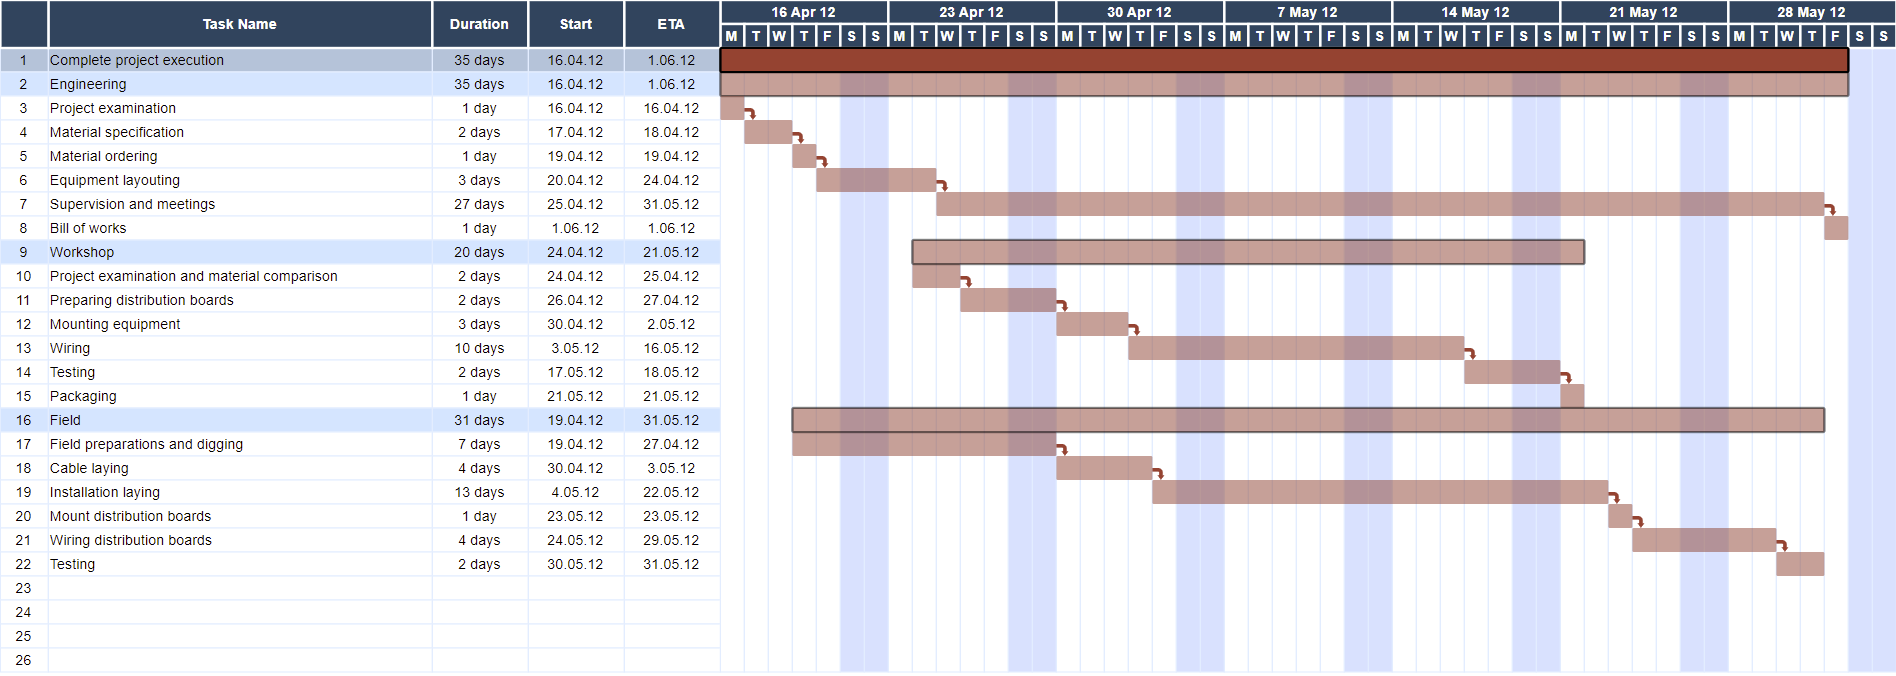 Task Name Duration Start ETA 16 Apr 12 23 Apr 12 30 Apr 12 7 May 12 14 May 12 21 May 12 28 May 12
M T W T F S S M T W T F S S M T W T F S S M T W T F S S M T W T F S S M T W T F S S M T W T F S S
1 Complete project execution 35 days 16.04.12 1.06.12
2 Engineering 35 days 16.04.12 1.06.12
3 Project examination 1 day 16.04.12 16.04.12
4 Material specification 2 days 17.04.12 18.04.12
5 Material ordering 1 day 19.04.12 19.04.12
6 Equipment layouting 3 days 20.04.12 24.04.12
7 Supervision and meetings 27 days 25.04.12 31.05.12
8 Bill of works 1 day 1.06.12 1.06.12
9 Workshop 20 days 24.04.12 21.05.12
10 Project examination and material comparison 2 days 24.04.12 25.04.12
11 Preparing distribution boards 2 days 26.04.12 27.04.12
12 Mounting equipment 3 days 30.04.12 2.05.12
13 Wiring 10 days 3.05.12 16.05.12
14 Testing 2 days 17.05.12 18.05.12
15 Packaging 1 day 21.05.12 21.05.12
16 Field 31 days 19.04.12 31.05.12
17 Field preparations and digging 7 days 19.04.12 27.04.12
18 Cable laying 4 days 30.04.12 3.05.12
19 Installation laying 13 days 4.05.12 22.05.12
20 Mount distribution boards 1 day 23.05.12 23.05.12
21 Wiring distribution boards 4 days 24.05.12 29.05.12
22 Testing 2 days 30.05.12 31.05.12
23
24
25
26